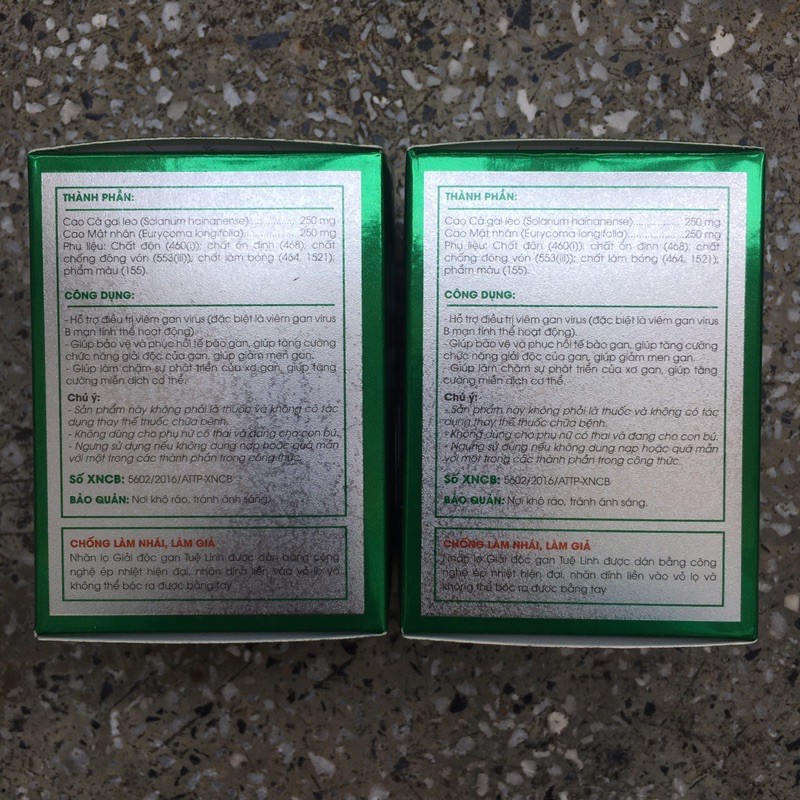 THÀNH PHẦN:
Cao Cà gai leo (Solanum hainanense)................ 250 mg
Cao Mật nhân (Eurycoma longifolia)................. 250 mg
Phụ liệu: Chất độn (460(i)); chất ổn định (468); chất
chống đông vón (553(iii)); chất làm bóng (464, 1521);
phẩm màu (155).
CÔNG DỤNG:
- Hỗ trợ điều trị viêm gan virus (đặc biệt là viêm gan virus
B mạn tính thể hoạt động).
- Giúp bảo vệ và phục hồi tế bào gan, giúp tăng cường
chức năng giải độc của gan, giúp giảm men gan.
- Giúp làm chậm sự phát triển của xơ gan, giúp tăng
cường miễn dịch cơ thể.
Chú ý:
- Sản phẩm này không phải là thuốc và không có tác
dụng thay thế thuốc chữa bệnh.
- Không dùng cho phụ nữ có thai và đang cho con bú.
- Ngưng sử dụng nếu không dung nạp hoặc quá mẫn
với một trong các thành phần trong công thức.
Số XNCB: 5602/2016/ATTP-XNCB
BẢO QUẢN: Nơi khô ráo, tránh ánh sáng.
CHỐNG LÀM NHÁI, LÀM GIẢ
Nhãn lọ Giải độc gan Tuệ Linh được dán bằng công
nghệ ép nhiệt hiện đại, nhãn dính liền vào vỏ lọ và
không thể bóc ra được bằng tay
THÀNH PHẦN:
Cao Cà gai leo (Solanum hainanense)................ 250 mg
Cao Mật nhân (Eurycoma longifolia)................. 250 mg
Phụ liệu: Chất độn (460(i)); chất ổn định (468); chất
chống đông vón (553(iii)); chất làm bóng (464, 1521);
phẩm màu (155).
CÔNG DỤNG:
- Hỗ trợ điều trị viêm gan virus (đặc biệt là viêm gan virus
B mạn tính thể hoạt động).
- Giúp bảo vệ và phục hồi tế bào gan, giúp tăng cường
chức năng giải độc của gan, giúp giảm men gan.
- Giúp làm chậm sự phát triển của xơ gan, giúp tăng
cường miễn dịch cơ thể.
Chú ý:
- Sản phẩm này không phải là thuốc và không có tác
dụng thay thế thuốc chữa bệnh.
- Không dùng cho phụ nữ có thai và đang cho con bú.
- Ngưng sử dụng nếu không dung nạp hoặc quá mẫn
với một trong các thành phần trong công thức.
Số XNCB: 5602/2016/ATTP-XNCB
BẢO QUẢN: Nơi khô ráo, tránh ánh sáng.
CHỐNG LÀM NHÁI, LÀM GIẢ
lọ Giải độc gan Tuệ Linh được dán bằng công
nghệ ép nhiệt hiện đại, nhãn dính liền vào vỏ lọ và
không thể bóc ra được bằng tay